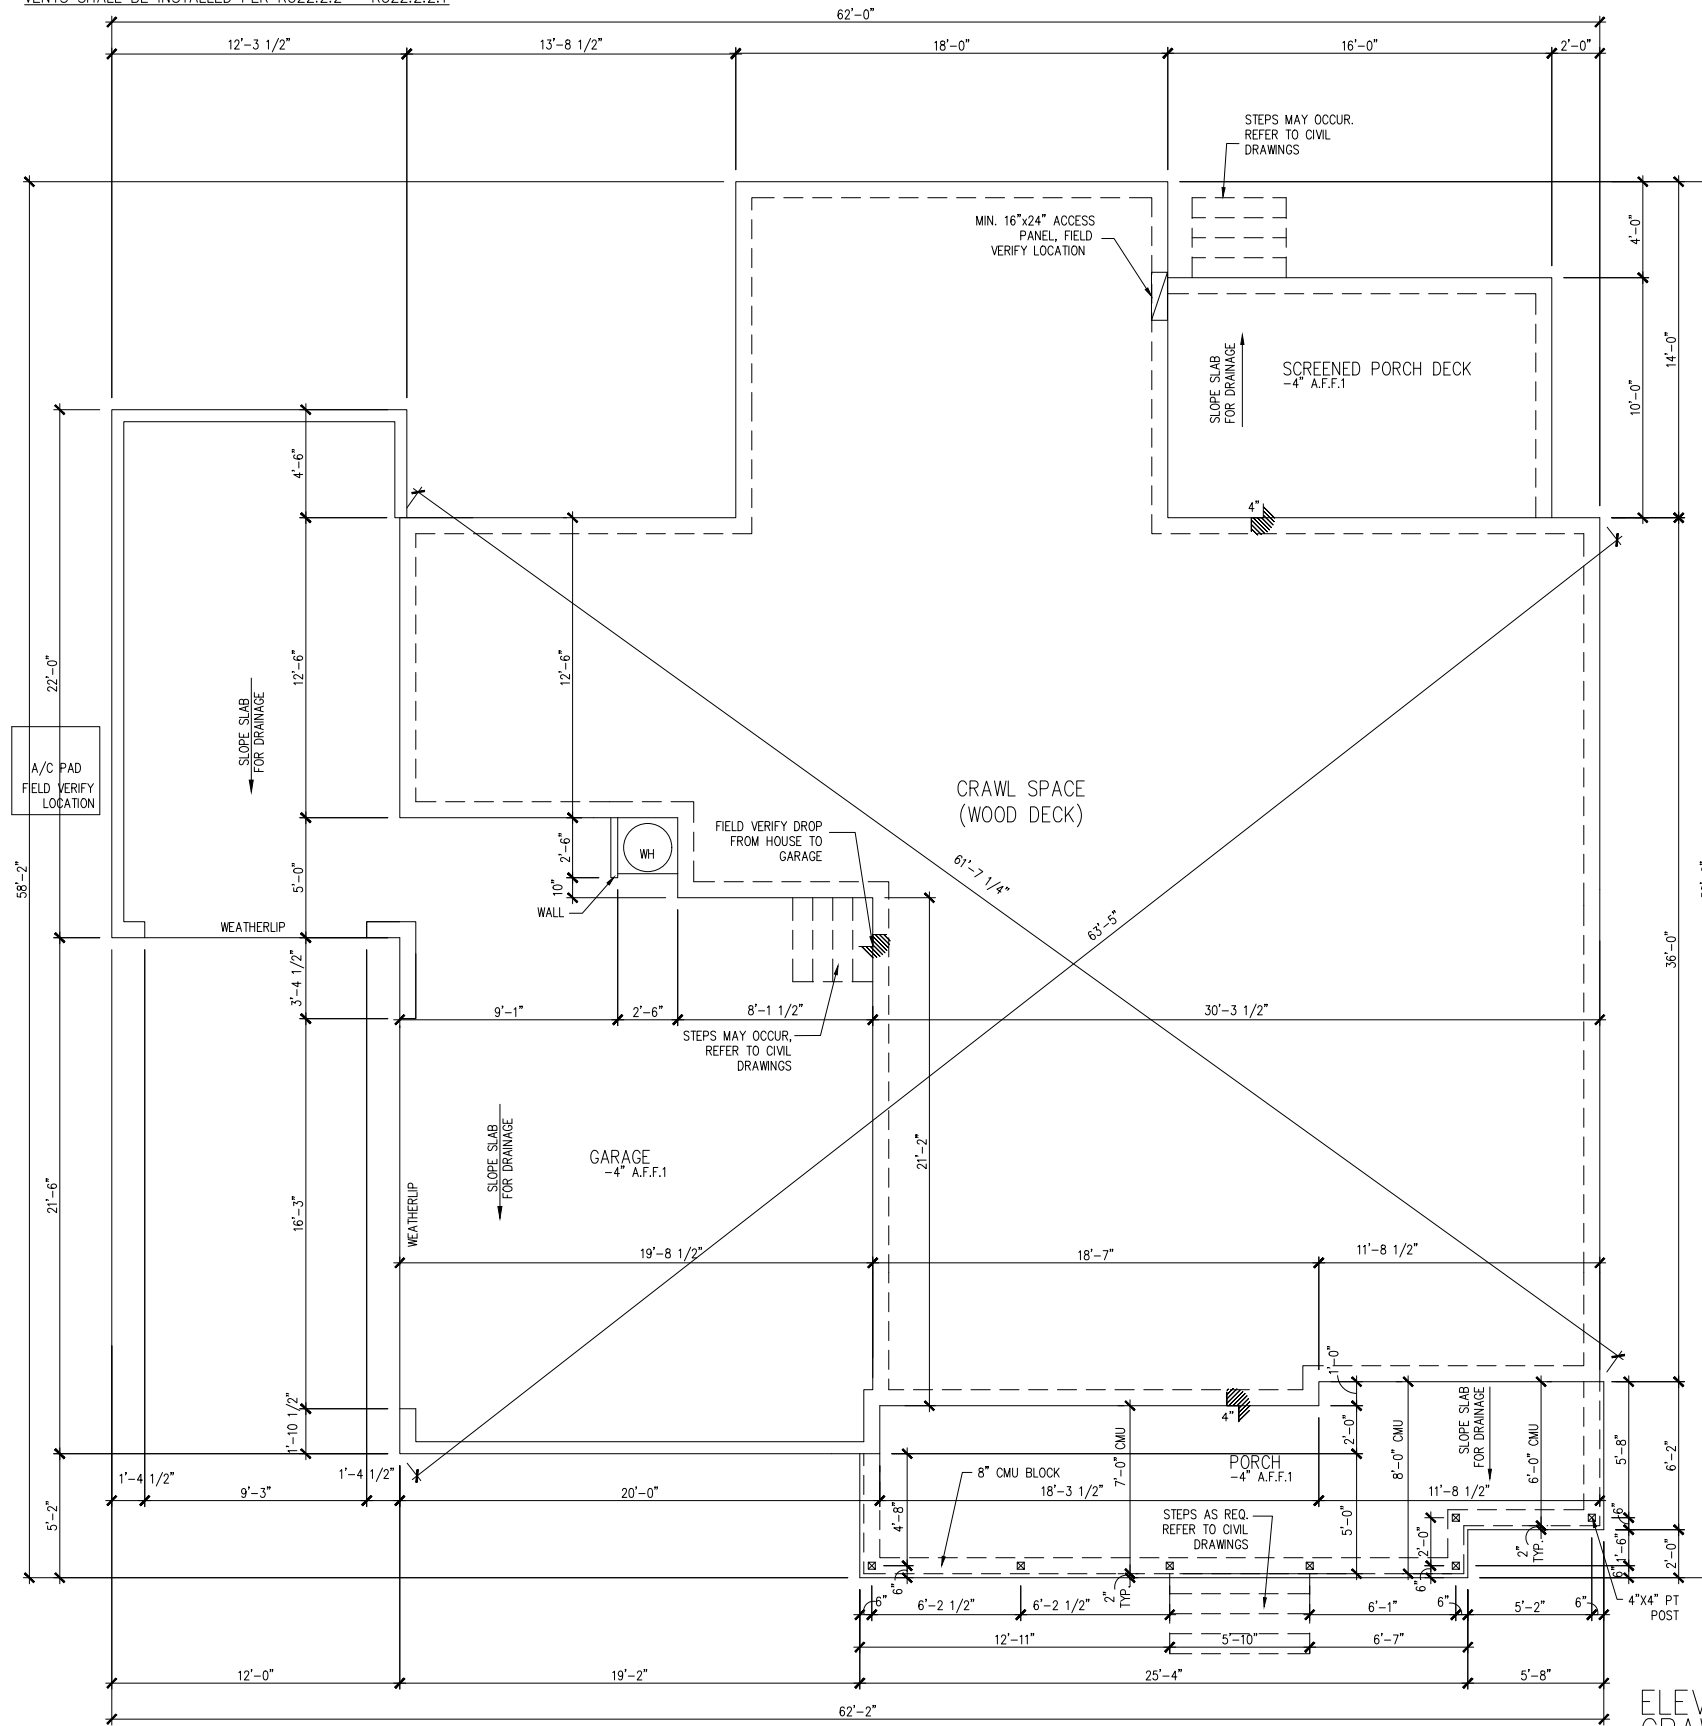 62'-0"
12'-3 1/2"
13'-8 1/2"
18'-0"
16'-0"
2'-0"
STEPS MAY OCCUR.
REFER TO CIVIL
DRAWINGS
MIN. 16"x24" ACCESS
PANEL, FIELD
VERIFY LOCATION
4'-0"
14'-0"
10'-0"
SLOPE SLAB
FOR DRAINAGE
SCREENED PORCH DECK
-4" A.F.F.1
4"
4'-6"
22'-0"
12'-6"
12'-6"
SLOPE SLAB
FOR DRAINAGE
A/C PAD
FIELD VERIFY
LOCATION
58'-2"
CRAWL SPACE
(WOOD DECK)
FIELD VERIFY DROP
FROM HOUSE TO
GARAGE
61'-7 1/4"
63'-5"
WH
2'-6"
10"
WALL
5'-0"
WEATHERLIP
3'-4 1/2"
36'-0"
9'-1"
2'-6"
8'-1 1/2"
30'-3 1/2"
STEPS MAY OCCUR,
REFER TO CIVIL
DRAWINGS
SLOPE SLAB
FOR DRAINAGE
GARAGE
-4" A.F.F.1
21'-2"
21'-6"
16'-3"
WEATHERLIP
19'-8 1/2"
18'-7"
11'-8 1/2"
1'-0"
1'-10 1/2"
4"
2'-0"
7'-0" CMU
8'-0" CMU
SLOPE SLAB
FOR DRAINAGE
6'-0" CMU
5'-8"
6'-2"
PORCH
-4" A.F.F.1
8" CMU BLOCK
1'-4 1/2"
9'-3"
1'-4 1/2"
20'-0"
18'-3 1/2"
11'-8 1/2"
5'-2"
4'-8"
5'-0"
STEPS AS REQ.
REFER TO CIVIL
DRAWINGS
2'-0"
6"
2"
TYP.
6"
1'-6"
6"
2'-0"
6"
2"
TYP.
6"
6'-2 1/2"
6'-2 1/2"
6'-1"
6"
5'-2"
6"
4"X4" PT
POST
12'-11"
5'-10"
6'-7"
12'-0"
19'-2"
25'-4"
5'-8"
62'-2"